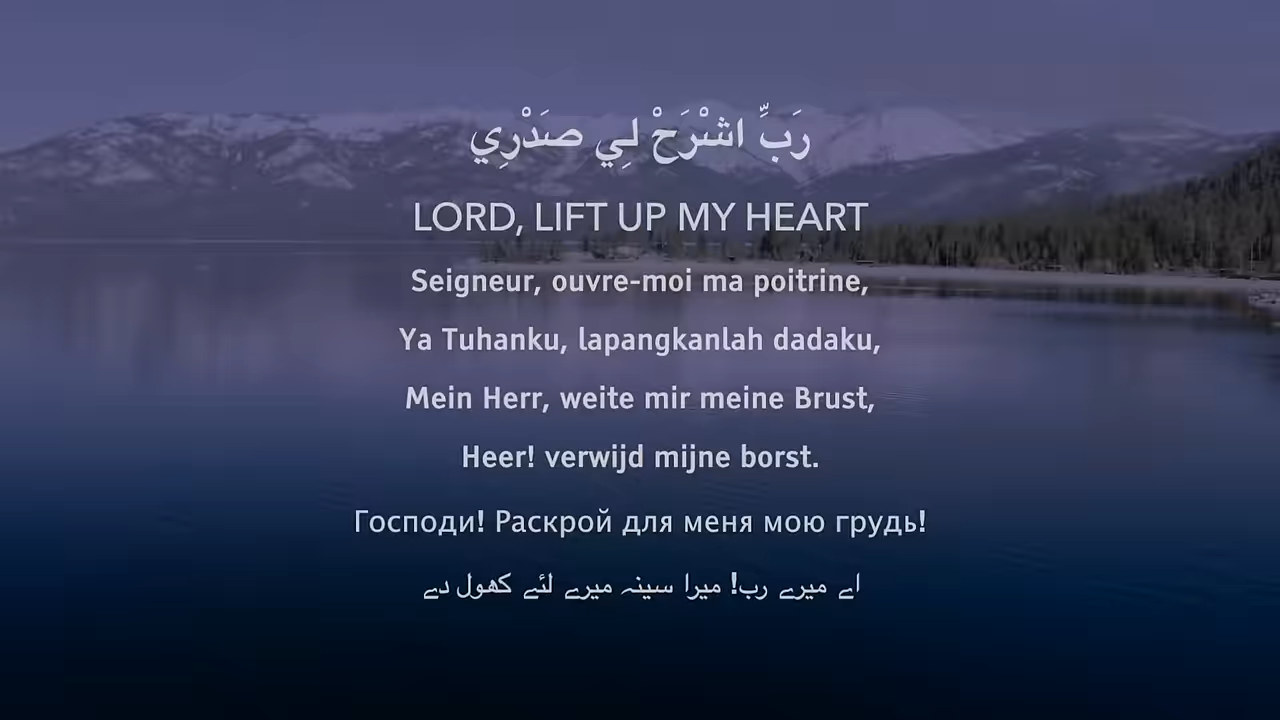 رَبِّ اشْرَحْ لِي صَدْرِي
LORD, LIFT UP MY HEART
Seigneur, ouvre-moi ma poitrine,
Ya Tuhanku, lapangkanlah dadaku,
Mein Herr, weite mir meine Brust,
Heer! verwijd mijne borst.
Господи! Раскрой для меня мою грудь!
اے میرے رب! میرا سینہ میرے لئے کھول دے